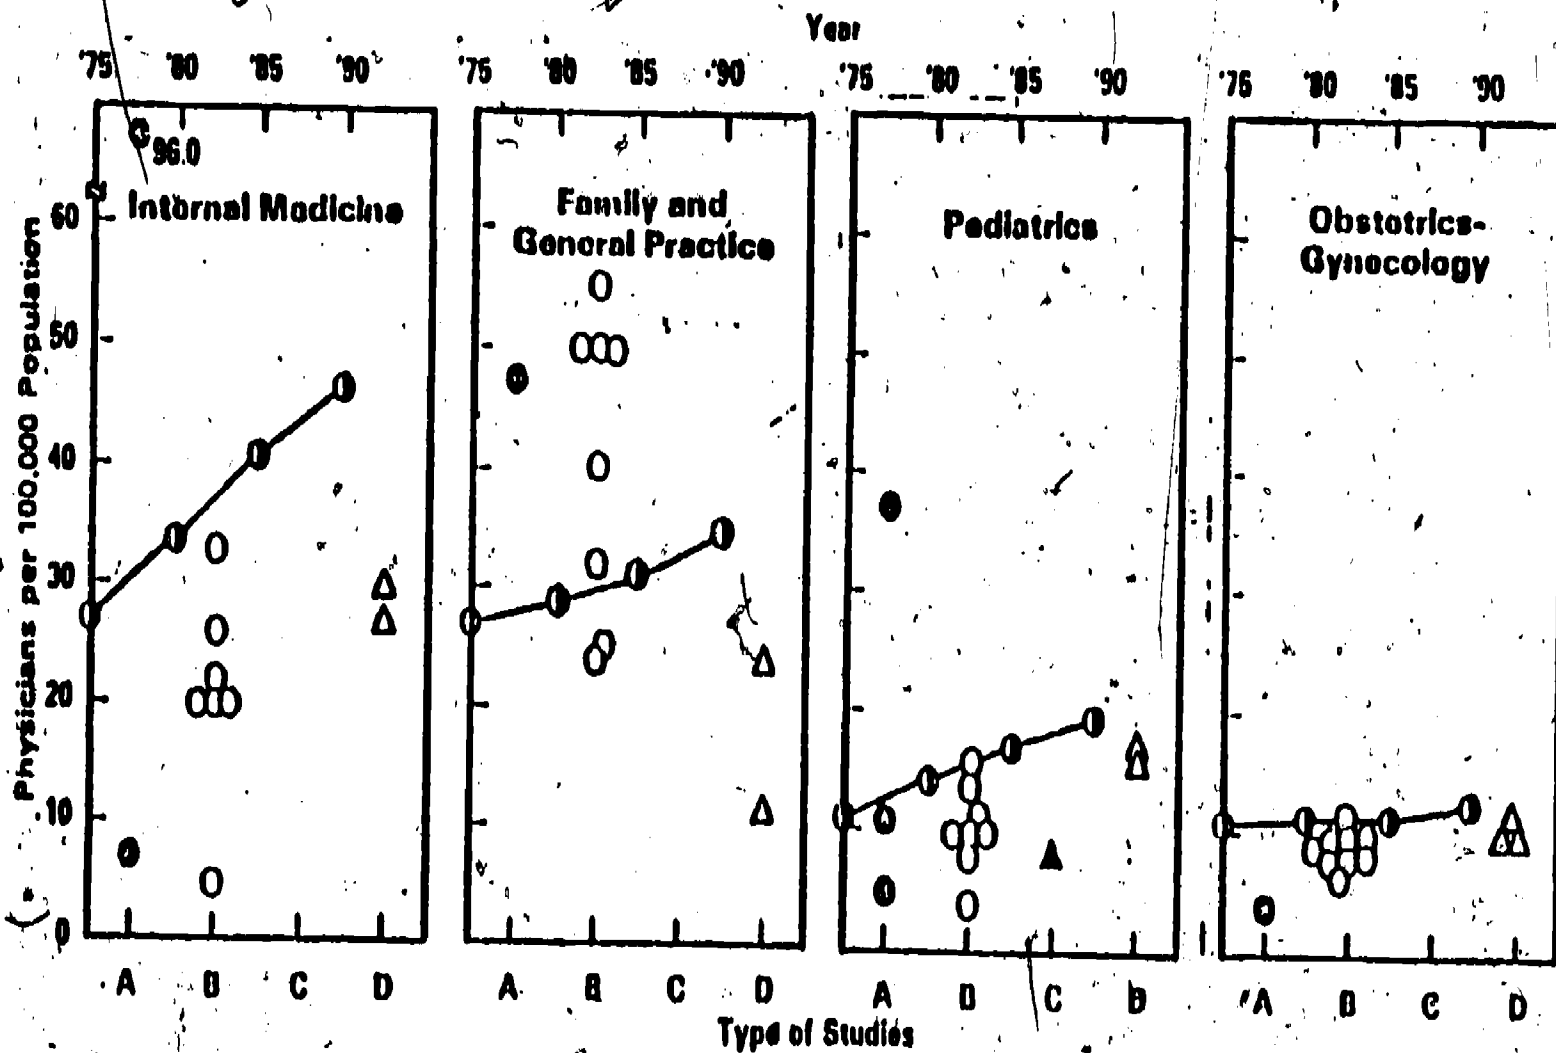 Year
'75 '80 '85 '90 '75 '80 '85 '90 '75 '80 '85 '90 '75 '80 '85 '90
96.0
Internal Medicine
Family and
General Practice
Pediatrics
Obstetrics-
Gynecology
Physicians per 100,000 Population
60
50
40
30
20
10
0
A B C D A B C D A B C D A B C D
Type of Studies